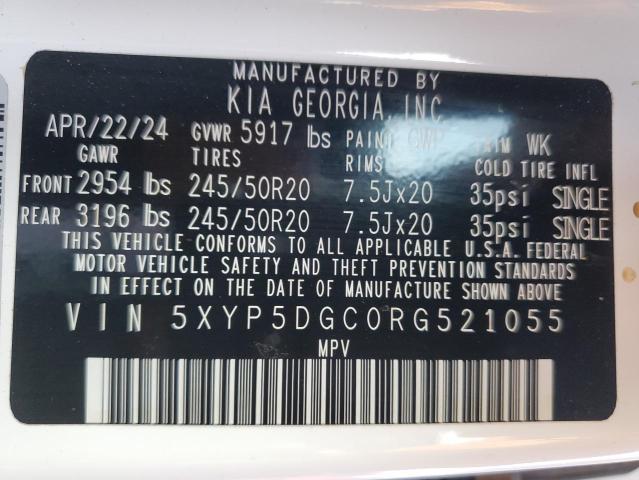 MANUFACTURED BY
KIA GEORGIA, INC
APR/22/24 GVWR 5917 lbs PAINT GWP TRIM WK
GAWR TIRES RIMS COLD TIRE INFL
FRONT 2954 lbs 245/50R20 7.5Jx20 35psi SINGLE
REAR 3196 lbs 245/50R20 7.5Jx20 35psi SINGLE
THIS VEHICLE CONFORMS TO ALL APPLICABLE U.S.A. FEDERAL
MOTOR VEHICLE SAFETY AND THEFT PREVENTION STANDARDS
IN EFFECT ON THE DATE OF MANUFACTURE SHOWN ABOVE
VIN 5XYP5DGC0RG521055
MPV